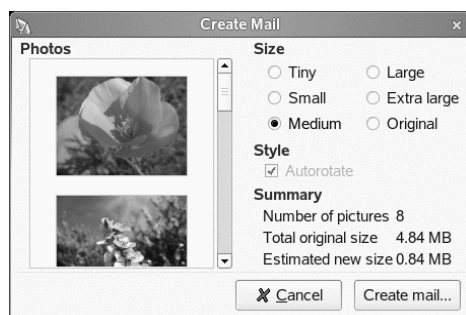 Create Mail
Photos
Size
Tiny Large
Small Extra large
Medium Original
Style
Autorotate
Summary
Number of pictures 8
Total original size 4.84 MB
Estimated new size 0.84 MB
Cancel Create mail...